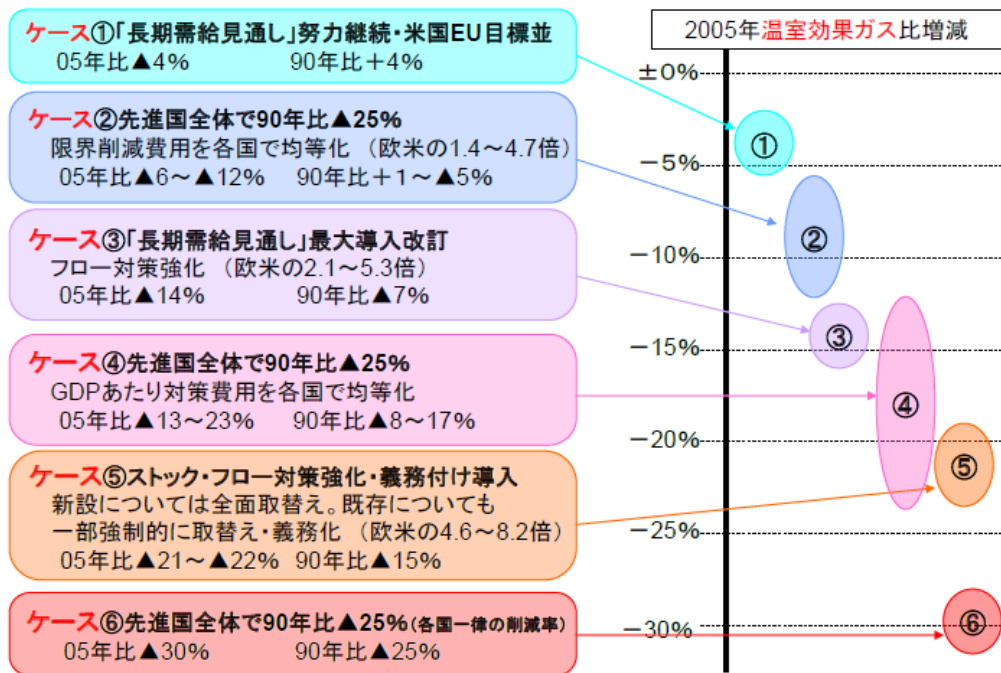 ケース①「長期需給見通し」努力継続・米国EU目標並
05年比▲4% 90年比＋4%
ケース②先進国全体で90年比▲25%
限界削減費用を各国で均等化 （欧米の1.4～4.7倍）
05年比▲6～▲12% 90年比＋1～▲5%
ケース③「長期需給見通し」最大導入改訂
フロー対策強化 （欧米の2.1～5.3倍）
05年比▲14% 90年比▲7%
ケース④先進国全体で90年比▲25%
GDPあたり対策費用を各国で均等化
05年比▲13～23% 90年比▲8～17%
ケース⑤ストック・フロー対策強化・義務付け導入
新設については全面取替え。既存についても
一部強制的に取替え・義務化 （欧米の4.6～8.2倍）
05年比▲21～▲22% 90年比▲15%
ケース⑥先進国全体で90年比▲25%(各国一律の削減率)
05年比▲30% 90年比▲25%
2005年温室効果ガス比増減
±0%
－5%
－10%
－15%
－20%
－25%
－30%
①
②
③
④
⑤
⑥